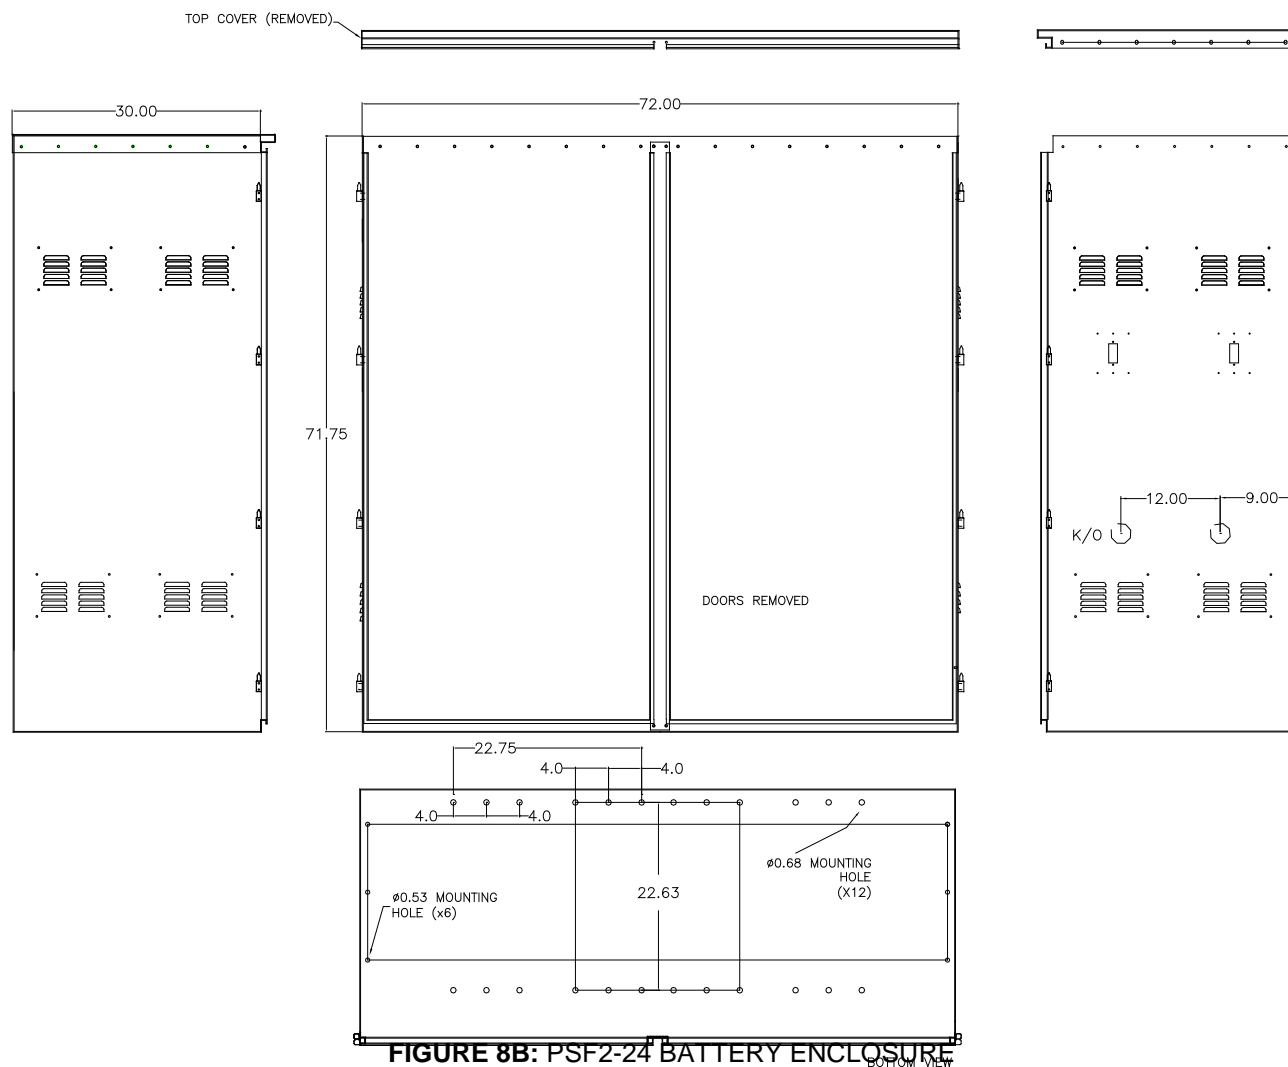 TOP COVER (REMOVED)
30.00
72.00
71.75
12.00
9.00
K/O
DOORS REMOVED
22.75
4.0
4.0
4.0
4.0
ø0.68 MOUNTING
HOLE
(X12)
22.63
ø0.53 MOUNTING
HOLE (x6)
FIGURE 8B: PSF2-24 BATTERY ENCLOSURE
BOTTOM VIEW